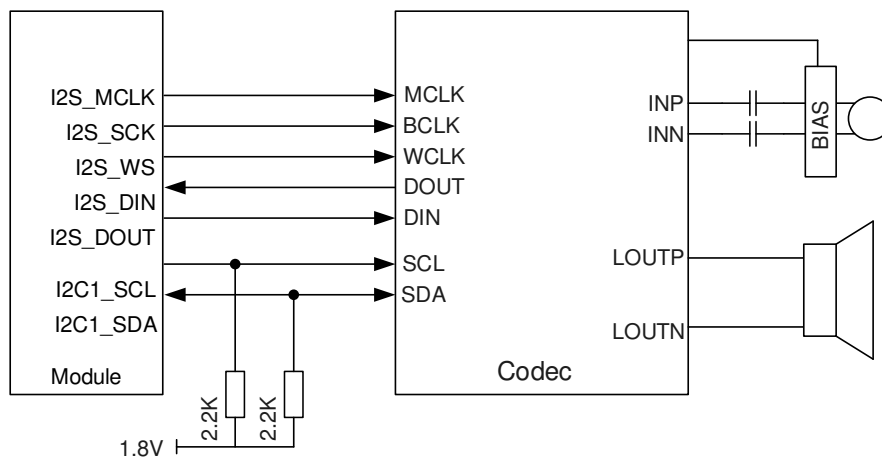 I2S_MCLK
I2S_SCK
I2S_WS
I2S_DIN
I2S_DOUT
I2C1_SCL
I2C1_SDA
Module
MCLK
BCLK
WCLK
DOUT
DIN
SCL
SDA
INP
INN
LOUTP
LOUTN
Codec
BIAS
2.2K
2.2K
1.8V